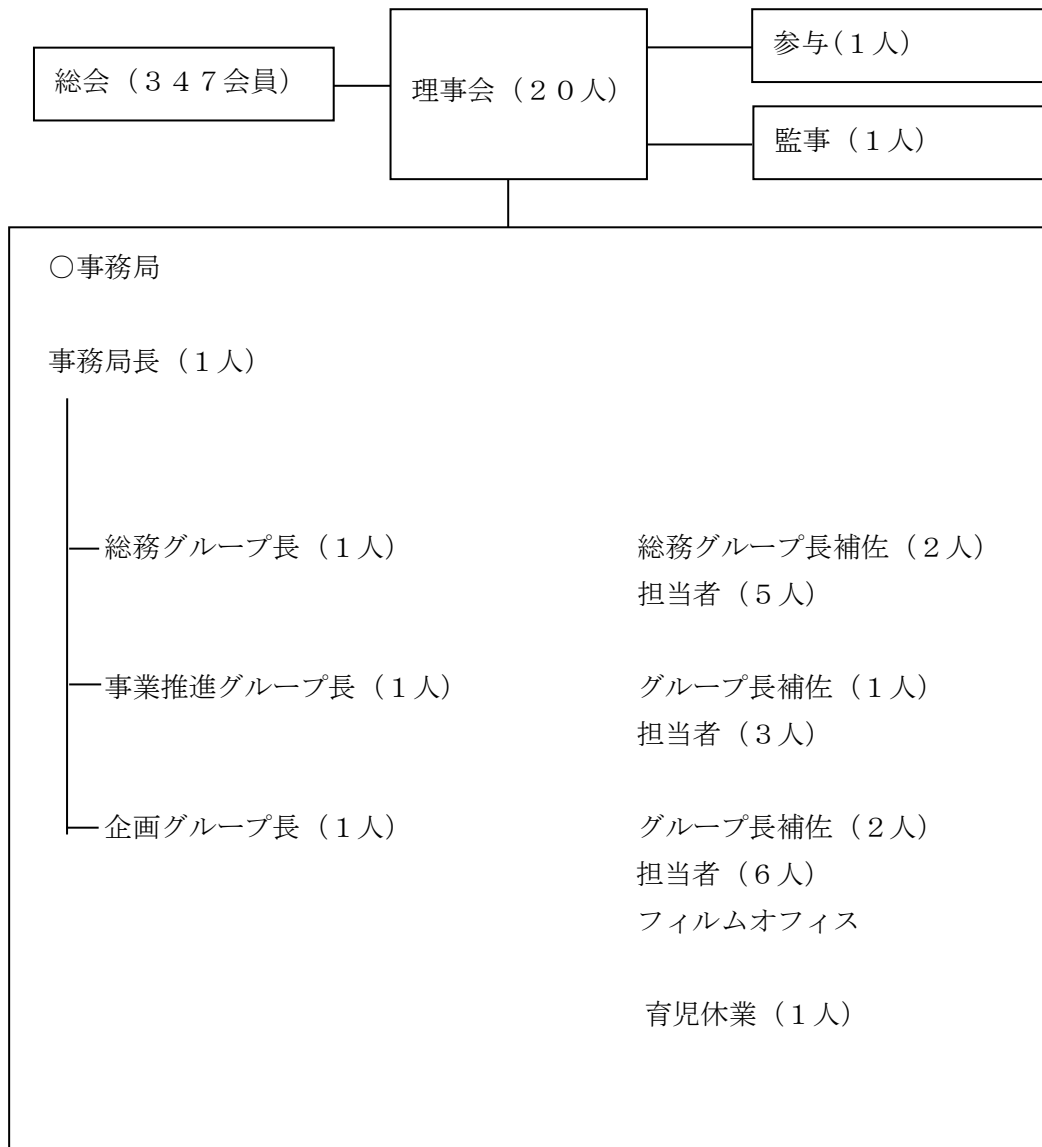 総会（３４７会員）
理事会（２０人）
参与(１人)
監事（１人）
○事務局
事務局長（１人）
総務グループ長（１人）
総務グループ長補佐（２人）
担当者（５人）
事業推進グループ長（１人）
グループ長補佐（１人）
担当者（３人）
企画グループ長（１人）
グループ長補佐（２人）
担当者（６人）
フィルムオフィス
育児休業（１人）